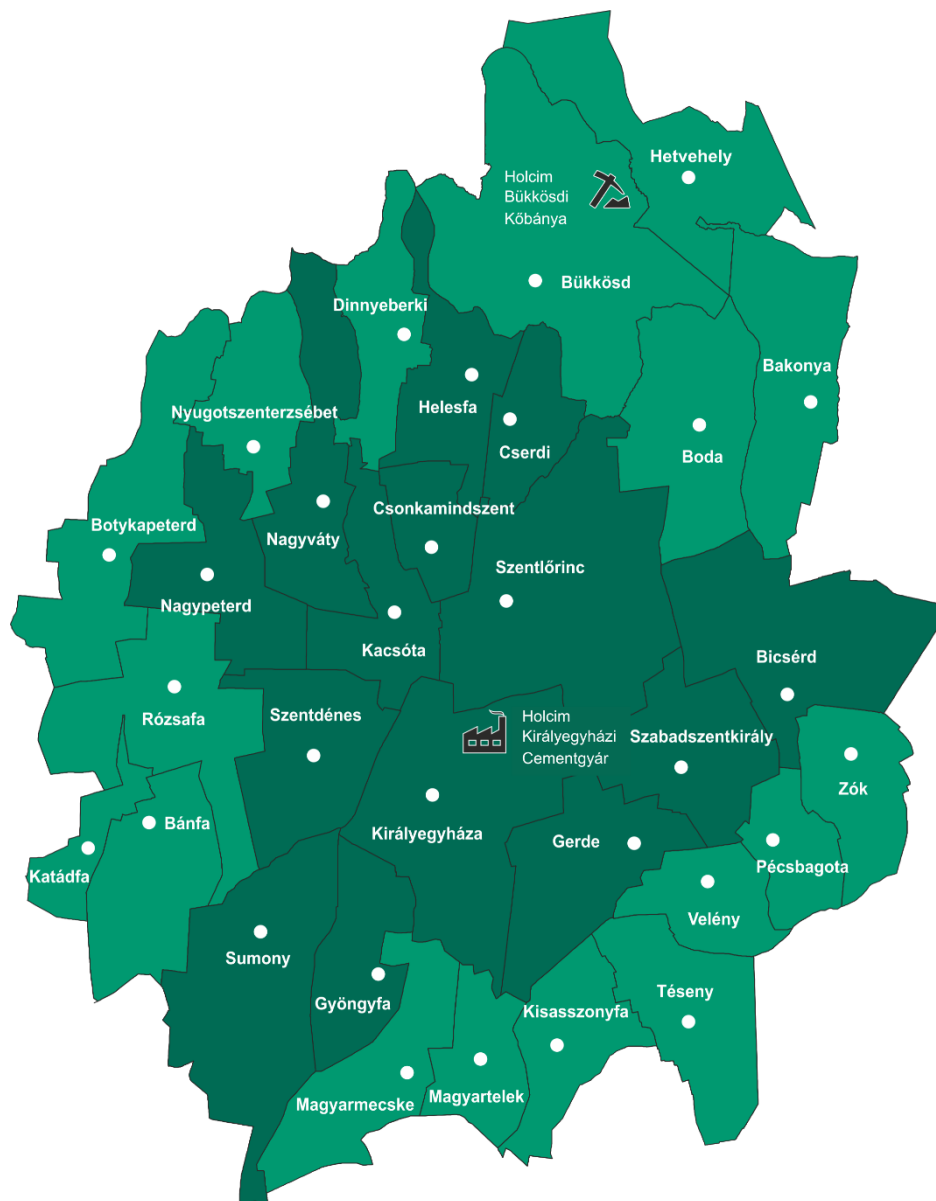 Hetvehely
Holcim
Bükkösdi
Kőbánya
Bükkösd
Dinnyeberki
Bakonya
Helesfa
Nyugotszenterzsébet
Cserdi
Boda
Csonkamindszent
Botykapeterd
Nagyváty
Szentlőrinc
Nagypeterd
Kacsóta
Bicsérd
Rózsafa
Szentdénes
Holcim
Királyegyházi
Cementgyár
Szabadszentkirály
Zók
Királyegyháza
Bánfa
Gerde
Katádfa
Pécsbagota
Velény
Sumony
Gyöngyfa
Téseny
Kisasszonyfa
Magyarmecske
Magyartelek